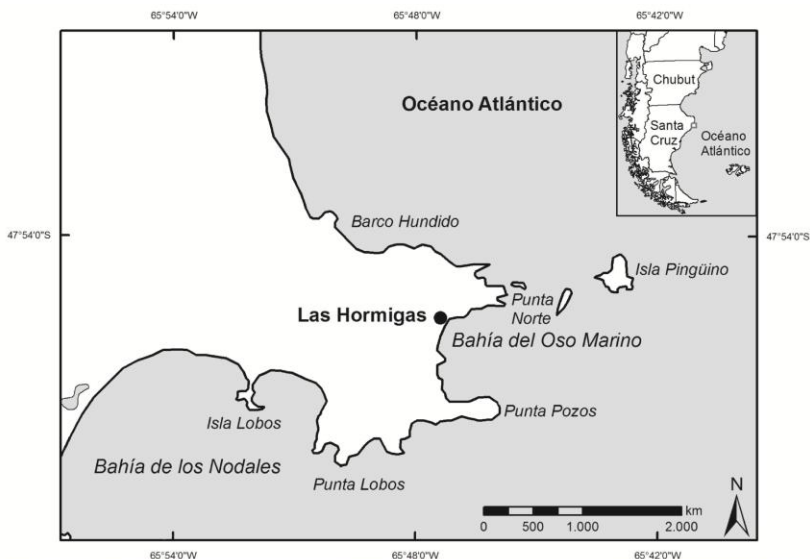 65°54'0"W
65°48'0"W
65°42'0"W
Chubut
Santa
Cruz
Océano
Atlántico
Océano Atlántico
Barco Hundido
47°54'0"S
47°54'0"S
Isla Pingüino
Punta
Norte
Las Hormigas
Bahía del Oso Marino
Isla Lobos
Punta Pozos
Bahía de los Nodales
Punta Lobos
N
km
0 500 1.000 2.000
65°54'0"W
65°48'0"W
65°42'0"W